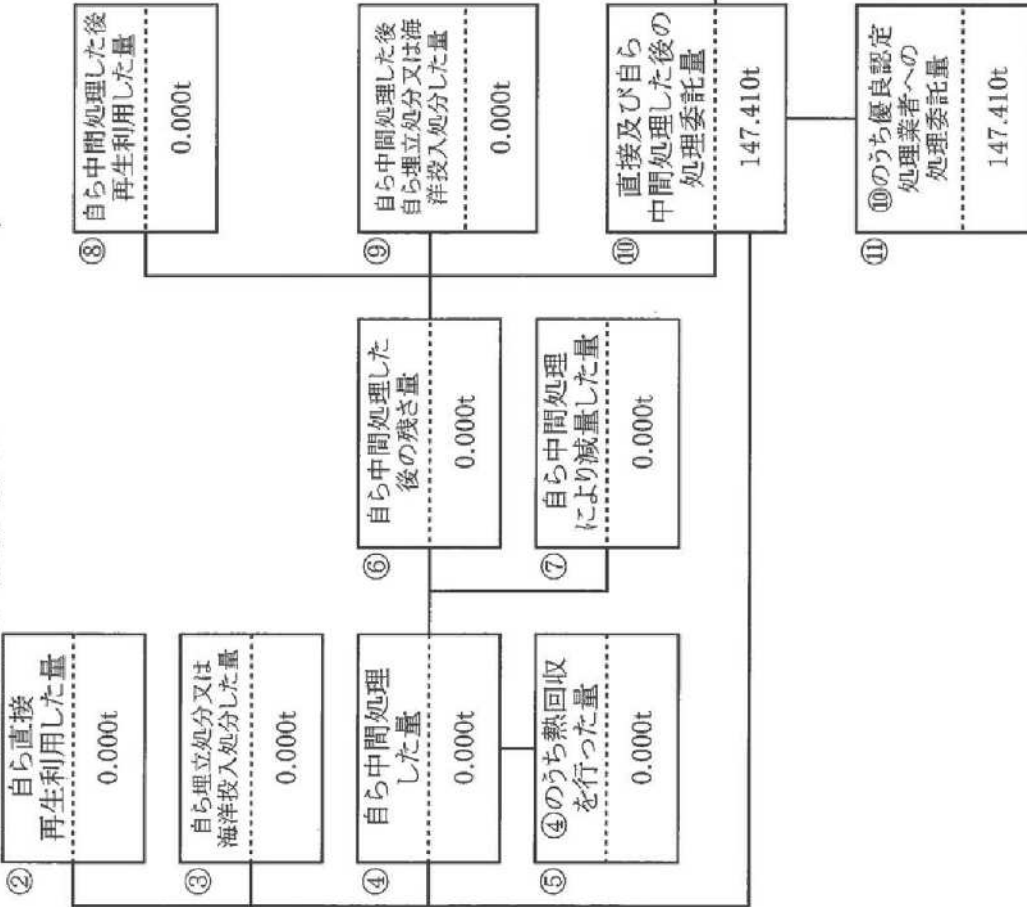 ②
自ら直接
再生利用した量
0.000t
③
自ら埋立処分又は
海洋投入処分した量
0.000t
④
自ら中間処理
した量
0.000t
⑤
④のうち熱回収
を行った量
0.000t
⑥
自ら中間処理した
後の残さ量
0.000t
⑦
自ら中間処理
により減量した量
0.000t
⑧
自ら中間処理した後
再生利用した量
0.000t
⑨
自ら中間処理した後
自ら埋立処分又は海
洋投入処分した量
0.000t
⑩
直接及び自ら
中間処理した後の
処理委託量
147.410t
⑪
⑩のうち優良認定
処理業者への
処理委託量
147.410t